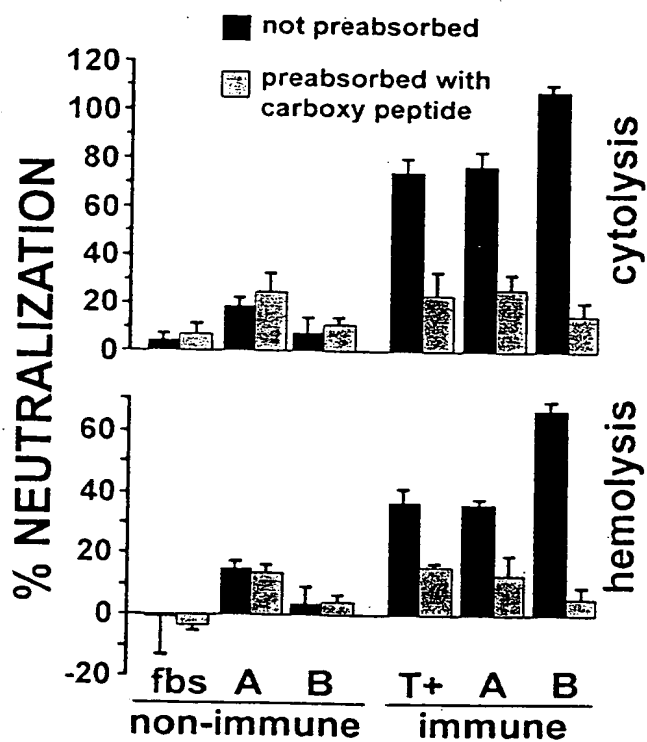 not preabsorbed
preabsorbed with
carboxy peptide
% NEUTRALIZATION
120
100
80
60
40
20
0
cytolysis
60
40
20
0
-20
hemolysis
fbs A B T+ A B
non-immune immune